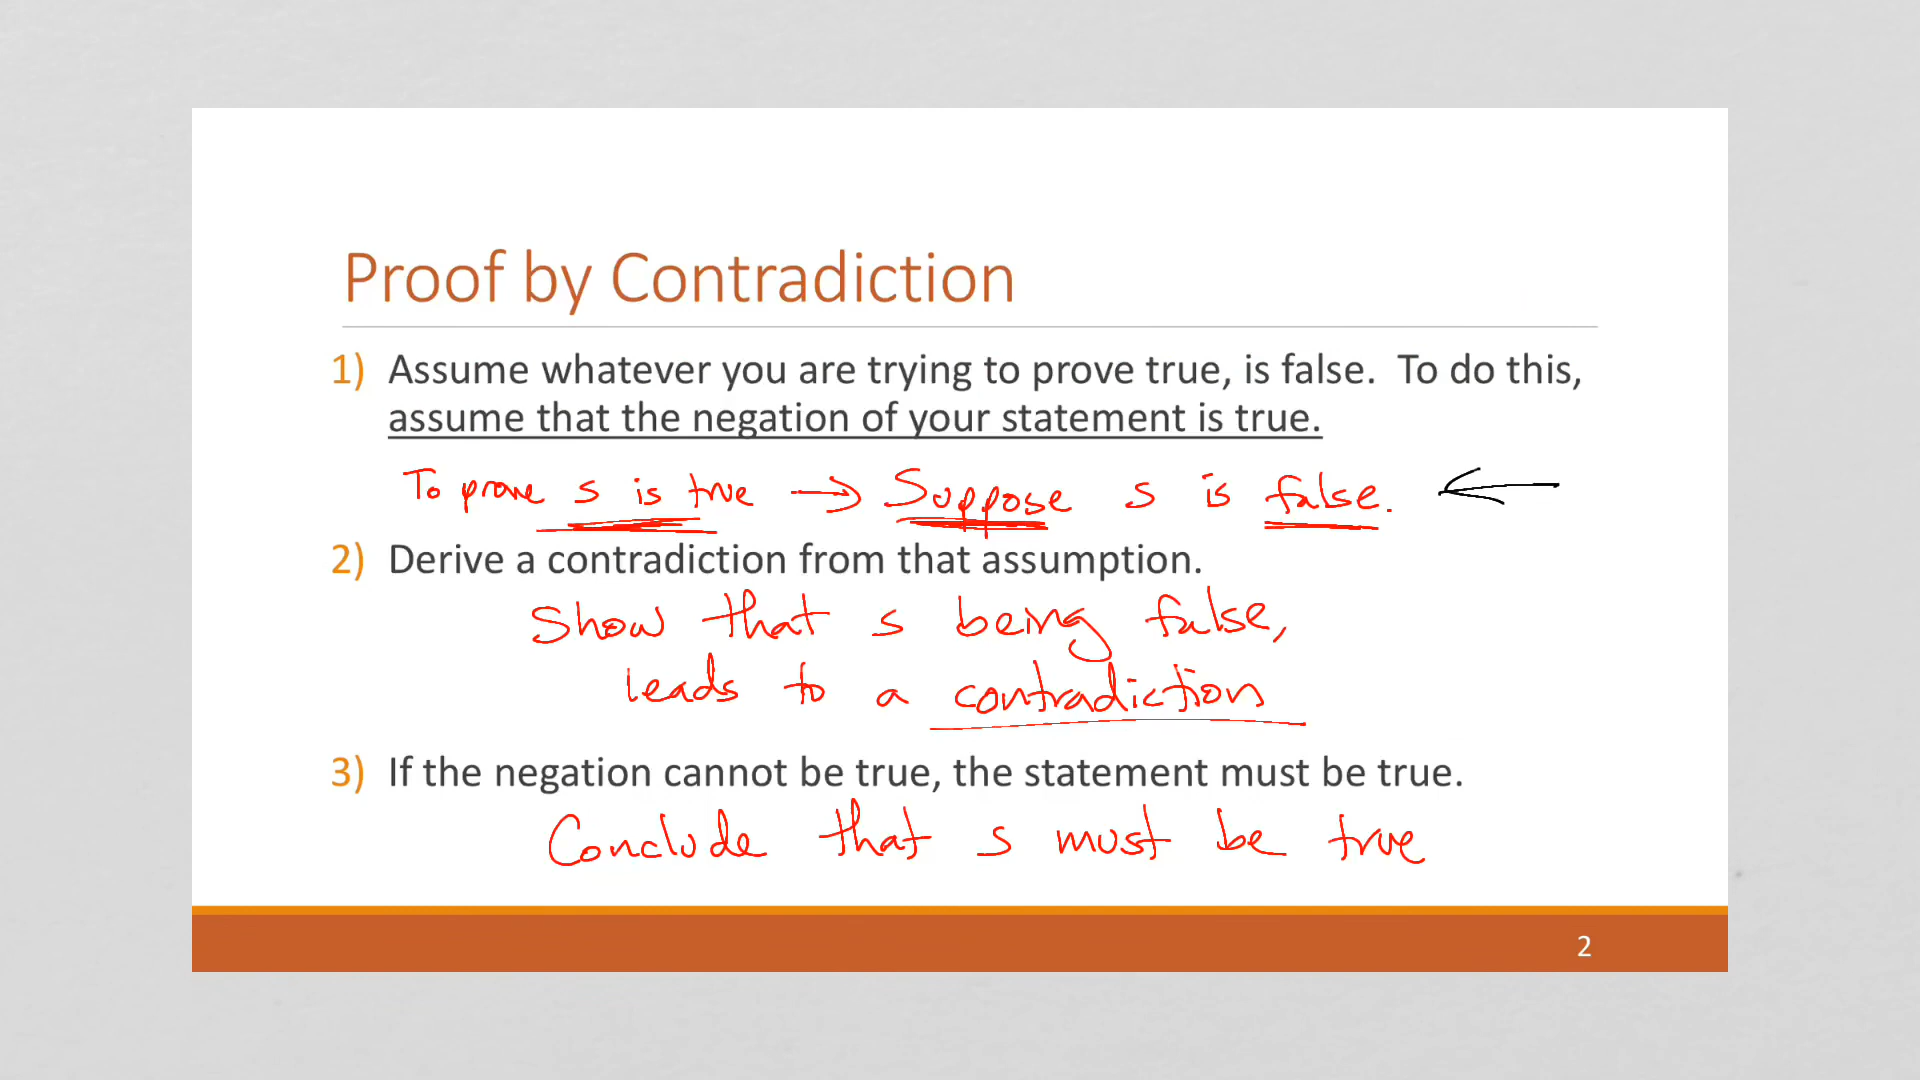 Proof by Contradiction
1) Assume whatever you are trying to prove true, is false. To do this,
assume that the negation of your statement is true.
To prove s is true → Suppose s is false. ←
2) Derive a contradiction from that assumption.
Show that s being false,
leads to a contradiction
3) If the negation cannot be true, the statement must be true.
Conclude that s must be true
2